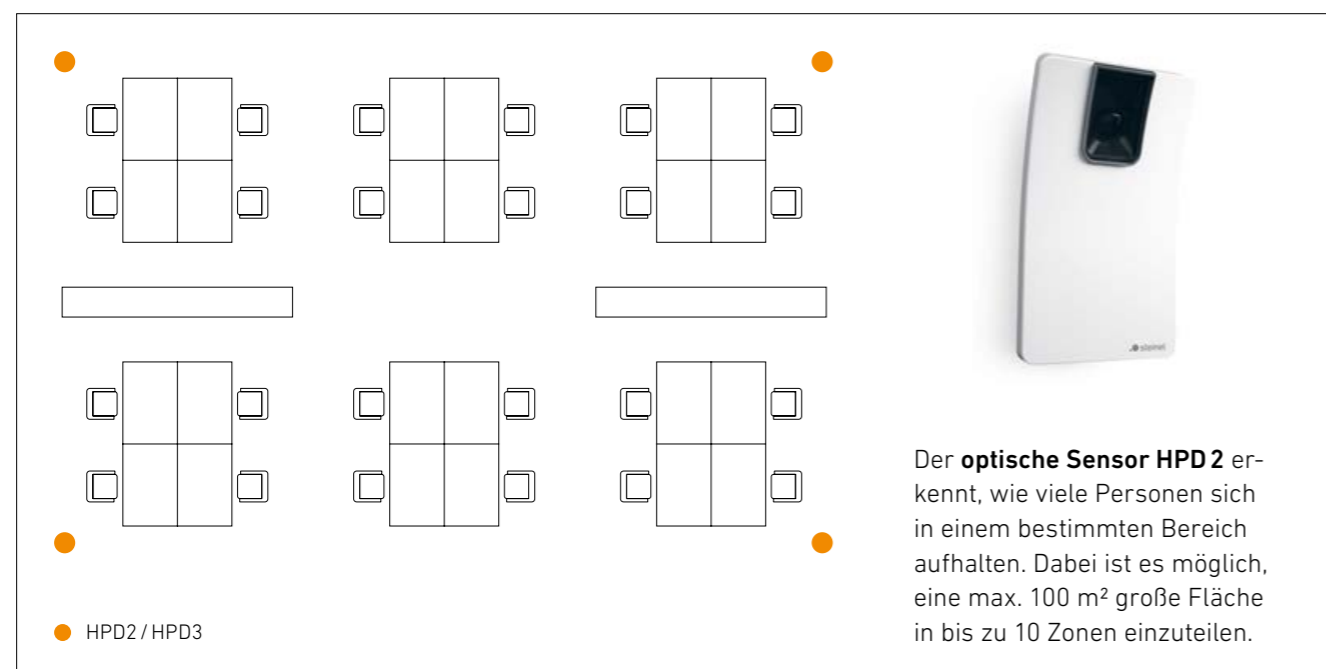 steinel
Der optische Sensor HPD 2 er-
kennt, wie viele Personen sich
in einem bestimmten Bereich
aufhalten. Dabei ist es möglich,
eine max. 100 m² große Fläche
in bis zu 10 Zonen einzuteilen.
HPD2 / HPD3